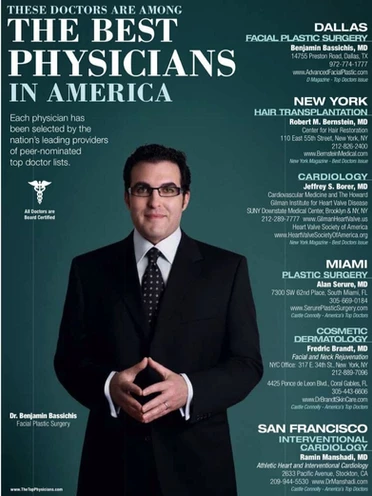 THESE DOCTORS ARE AMONG
THE BEST
PHYSICIANS
IN AMERICA
Each physician has
been selected by the
nation's leading providers
of peer-nominated
top doctor lists.
All Doctors are
Board Certified
Dr. Benjamin Bassichis
Facial Plastic Surgery
www.TheTopPhysicians.com
DALLAS
FACIAL PLASTIC SURGERY
Benjamin Bassichis, MD
14755 Preston Road, Dallas, TX
972-774-1777
www.AdvancedFacialPlastic.com
D Magazine - Top Doctors Issue
NEW YORK
HAIR TRANSPLANTATION
Robert M. Bernstein, MD
Center for Hair Restoration
110 East 55th Street, New York, NY
212-826-2400
www.BernsteinMedical.com
New York Magazine - Best Doctors Issue
CARDIOLOGY
Jeffrey S. Borer, MD
Cardiovascular Medicine and The Howard
Gilman Institute for Heart Valve Disease
SUNY Downstate Medical Center, Brooklyn & NY, NY
212-289-7777 www.GilmanHeartValve.us
Heart Valve Society of America
www.HeartValveSocietyOfAmerica.org
New York Magazine - Best Doctors Issue
MIAMI
PLASTIC SURGERY
Alan Serure, MD
7300 SW 62nd Place, South Miami, FL
305-669-0184
www.SerurePlasticSurgery.com
Castle Connolly - America's Top Doctors
COSMETIC
DERMATOLOGY
Fredric Brandt, MD
Facial and Neck Rejuvenation
NYC Office: 317 E. 34th St., New York, NY
212-889-7096
4425 Ponce de Leon Blvd., Coral Gables, FL
305-443-6606
www.DrBrandtSkinCare.com
Castle Connolly - America's Top Doctors
SAN FRANCISCO
INTERVENTIONAL
CARDIOLOGY
Ramin Manshadi, MD
Athletic Heart and Interventional Cardiology
2633 Pacific Avenue, Stockton, CA
209-944-5530 www.DrManshadi.com
Castle Connolly - America's Top Doctors